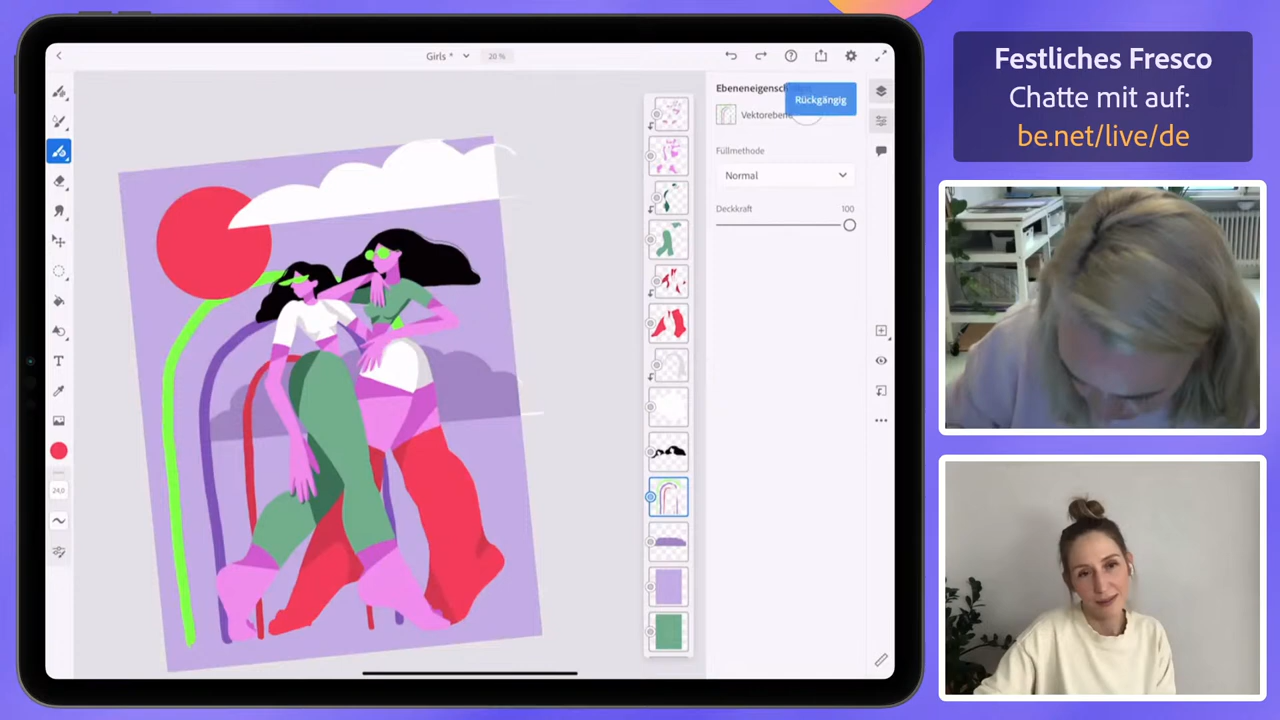 Girls *
20 %
Ebeneneigensch
Rückgängig
Vektorebene
Füllmethode
Normal
Deckkraft
100
24,0
T
Festliches Fresco
Chatte mit auf:
be.net/live/de